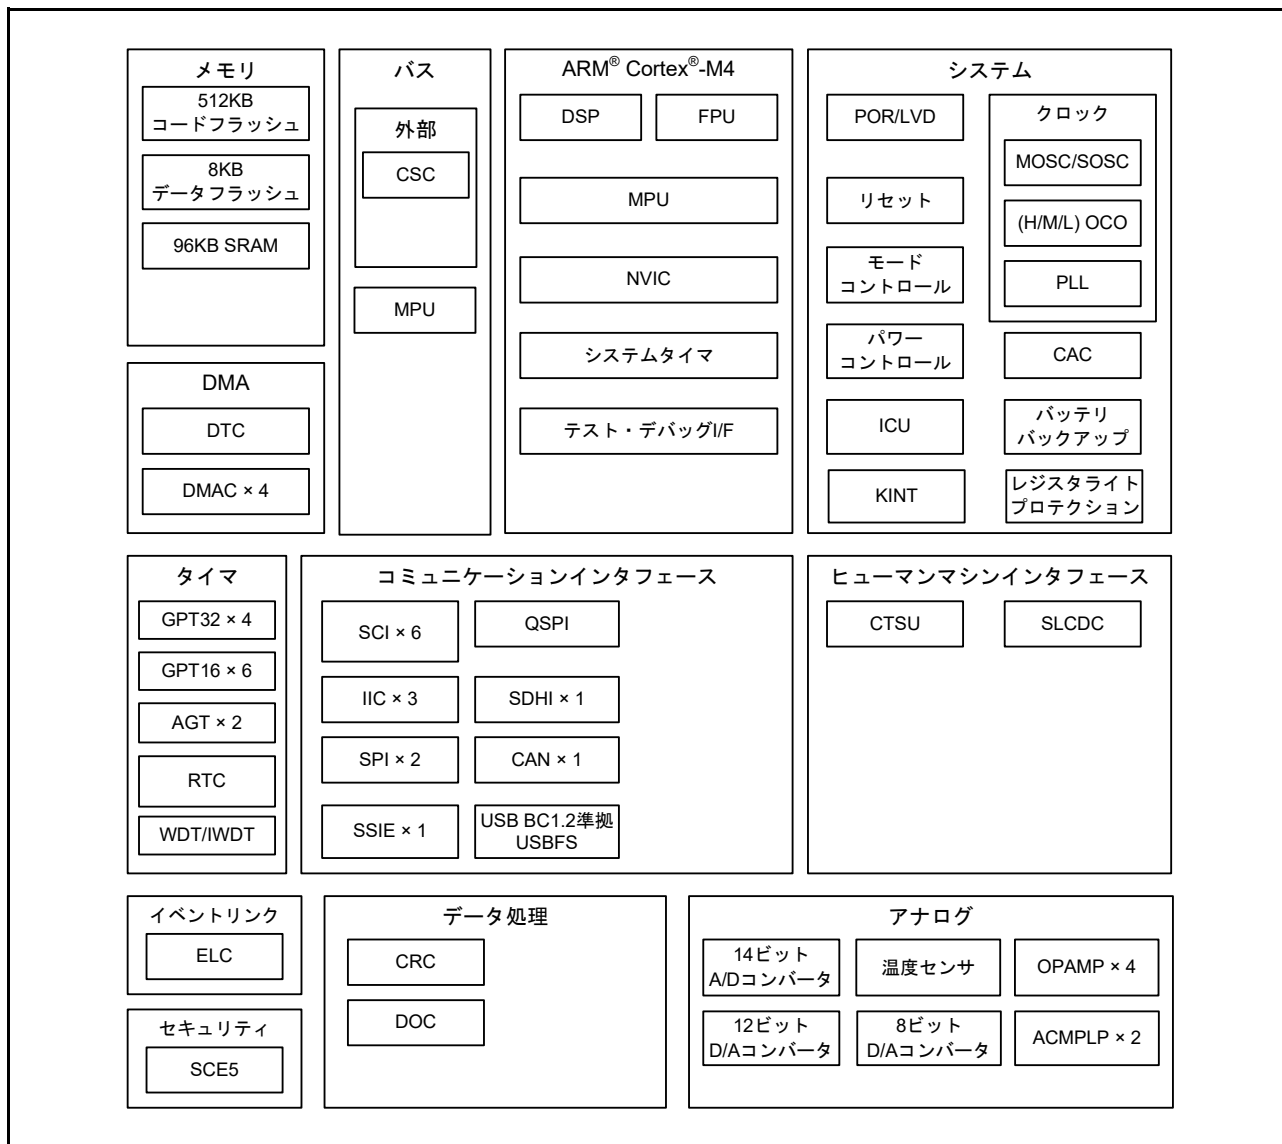 メモリ
512KB
コードフラッシュ
8KB
データフラッシュ
96KB SRAM
DMA
DTC
DMAC × 4
バス
外部
CSC
MPU
ARM® Cortex®-M4
DSP
FPU
MPU
NVIC
システムタイマ
テスト・デバッグI/F
システム
POR/LVD
リセット
モード
コントロール
パワー
コントロール
ICU
KINT
クロック
MOSC/SOSC
(H/M/L) OCO
PLL
CAC
バッテリ
バックアップ
レジスタライト
プロテクション
タイマ
GPT32 × 4
GPT16 × 6
AGT × 2
RTC
WDT/IWDT
コミュニケーションインタフェース
SCI × 6
QSPI
IIC × 3
SDHI × 1
SPI × 2
CAN × 1
SSIE × 1
USB BC1.2準拠
USBFS
ヒューマンマシンインタフェース
CTSU
SLCDC
イベントリンク
ELC
セキュリティ
SCE5
データ処理
CRC
DOC
アナログ
14ビット
A/Dコンバータ
温度センサ
OPAMP × 4
12ビット
D/Aコンバータ
8ビット
D/Aコンバータ
ACMPLP × 2